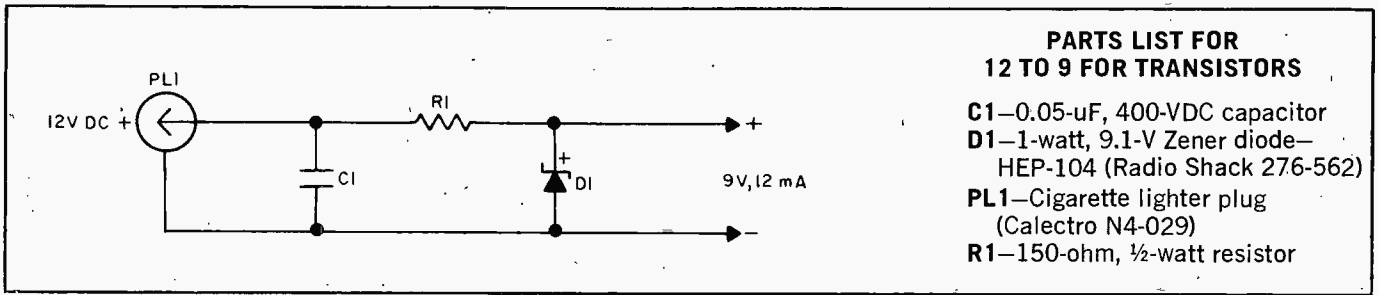 PL1
12V DC +
R1
C1
+
D1
+
9V, 12 mA
-
PARTS LIST FOR
12 TO 9 FOR TRANSISTORS
C1—0.05-uF, 400-VDC capacitor
D1—1-watt, 9.1-V Zener diode—
HEP-104 (Radio Shack 276-562)
PL1—Cigarette lighter plug
(Calectro N4-029)
R1—150-ohm, ½-watt resistor